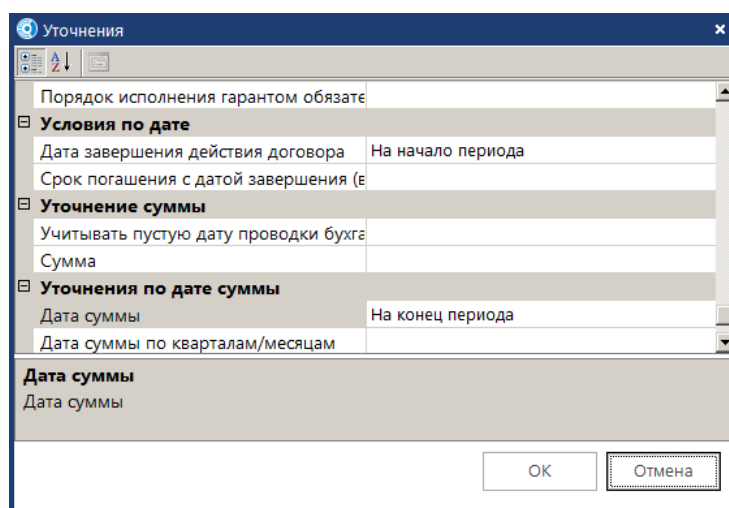 Уточнения
Порядок исполнения гарантом обязате
Условия по дате
Дата завершения действия договора На начало периода
Срок погашения с датой завершения (в
Уточнение суммы
Учитывать пустую дату проводки бухга
Сумма
Уточнения по дате суммы
Дата суммы На конец периода
Дата суммы по кварталам/месяцам
Дата суммы
Дата суммы
ОК Отмена